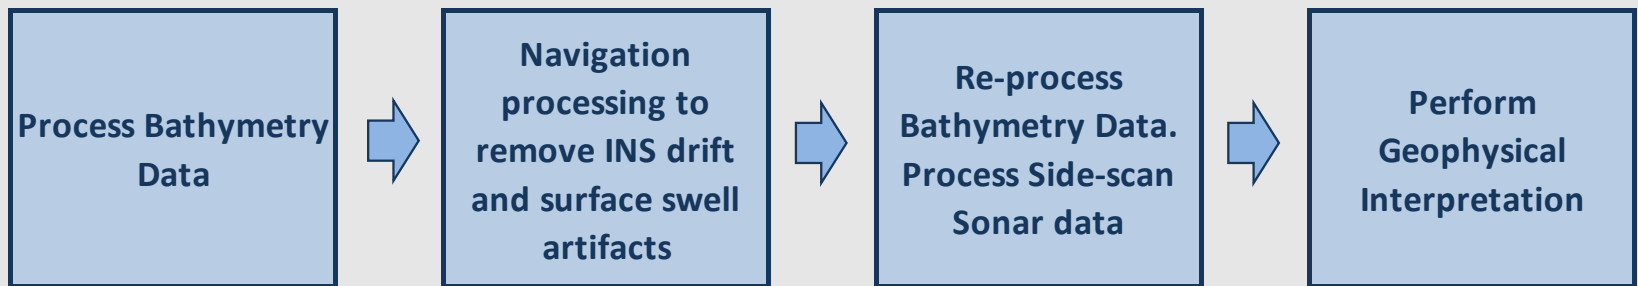 Process Bathymetry
Data
Navigation
processing to
remove INS drift
and surface swell
artifacts
Re-process
Bathymetry Data.
Process Side-scan
Sonar data
Perform
Geophysical
Interpretation